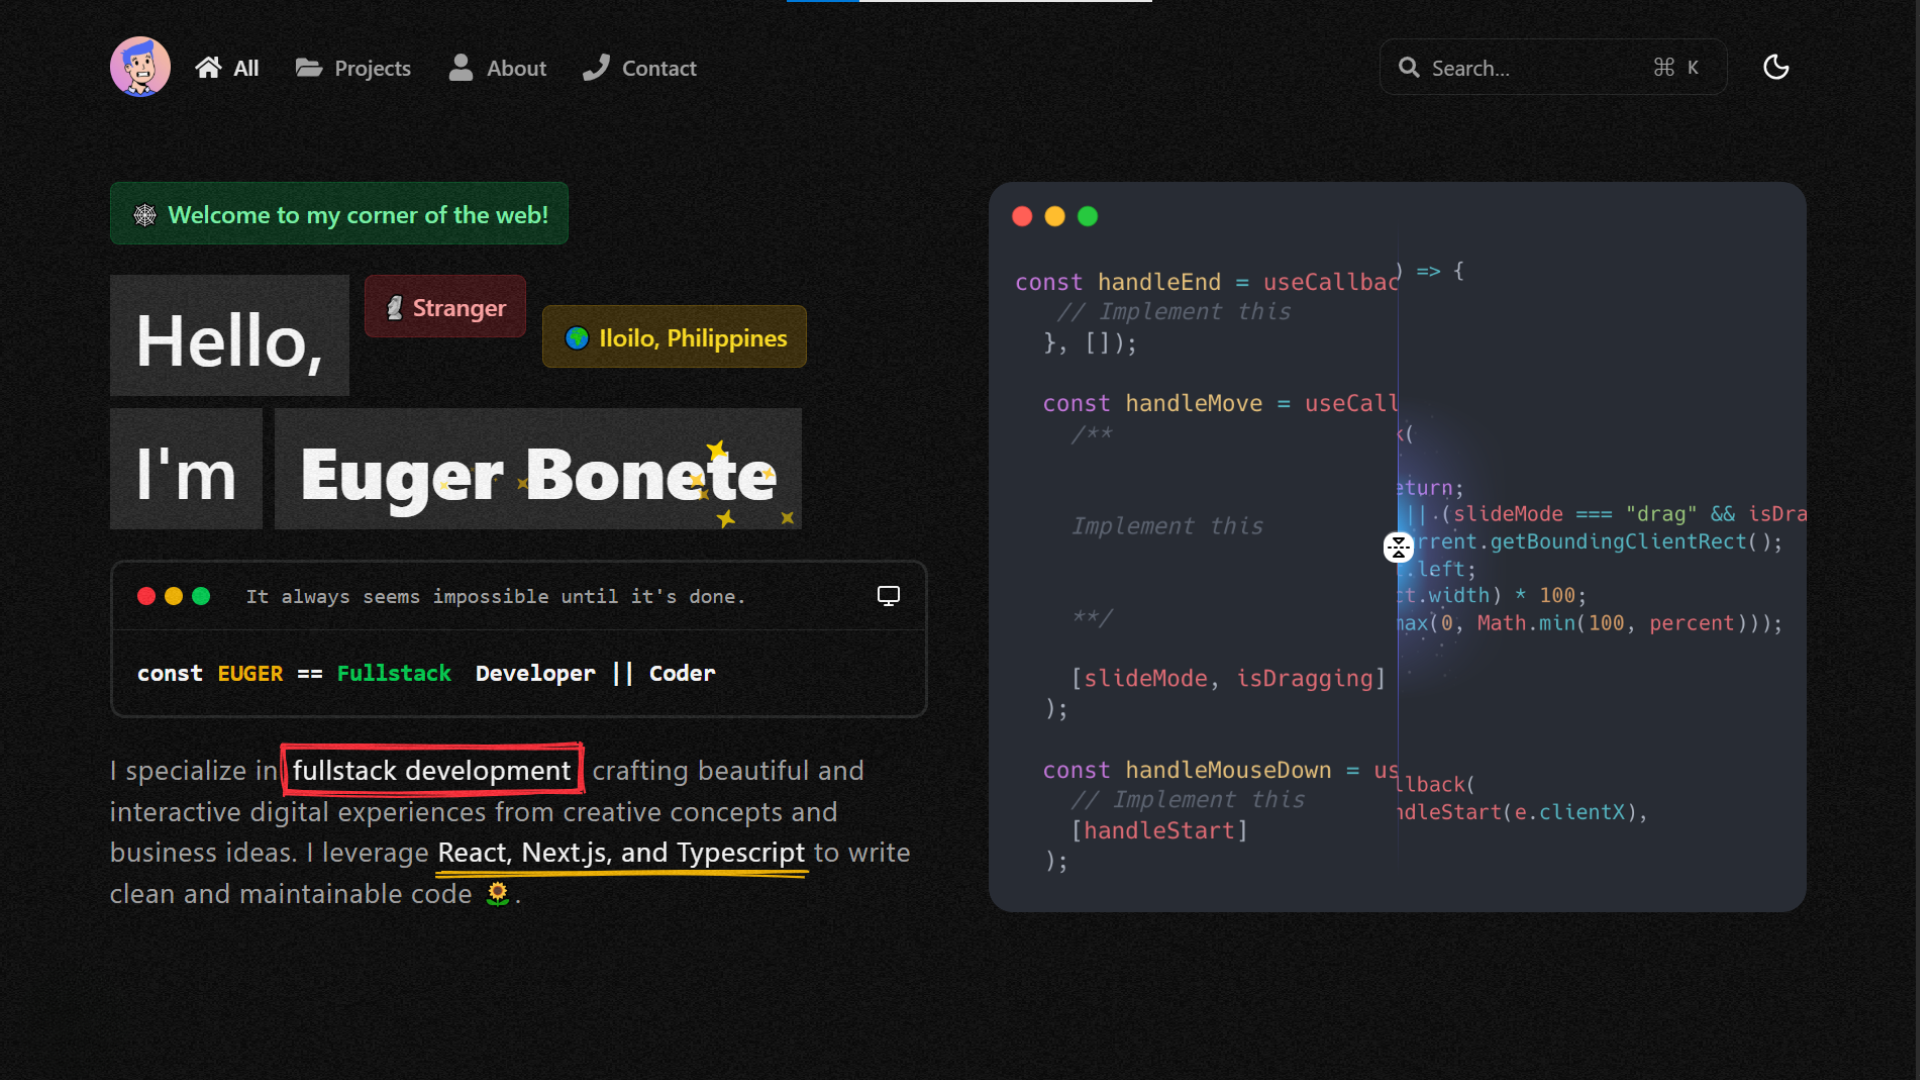 All Projects About Contact Search... ⌘ K
Welcome to my corner of the web!
Hello, Stranger Iloilo, Philippines
I'm Euger Bonete
It always seems impossible until it's done.
const EUGER == Fullstack Developer || Coder
I specialize in fullstack development crafting beautiful and
interactive digital experiences from creative concepts and
business ideas. I leverage React, Next.js, and Typescript to write
clean and maintainable code 🌻.
const handleEnd = useCallbac
// Implement this
}, []);
const handleMove = useCall
/**
Implement this
**/
[slideMode, isDragging]
);
const handleMouseDown = us
// Implement this
[handleStart]
);
) => {
k(
eturn;
|| (slideMode === "drag" && isDra
rrent.getBoundingClientRect();
.left;
ct.width) * 100;
max(0, Math.min(100, percent)));
llback(
ndleStart(e.clientX),